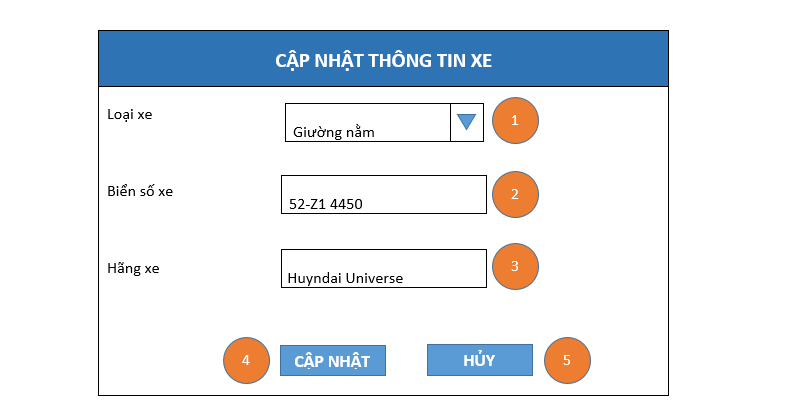 CẬP NHẬT THÔNG TIN XE
Loại xe
Giường nằm
1
Biển số xe
52-Z1 4450
2
Hãng xe
Huyndai Universe
3
4
CẬP NHẬT
HỦY
5